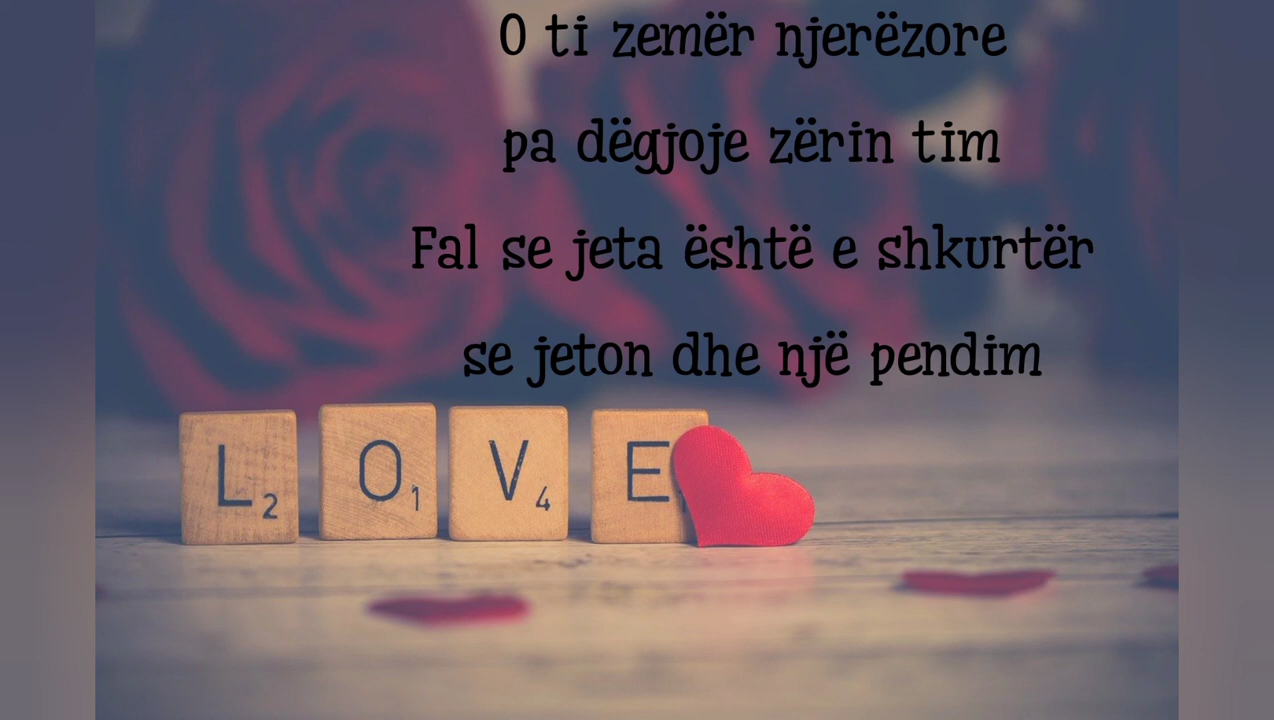 O ti zemër njerëzore
pa dëgjoje zërin tim
Fal se jeta është e shkurtër
se jeton dhe një pendim
L2 O1 V4 E